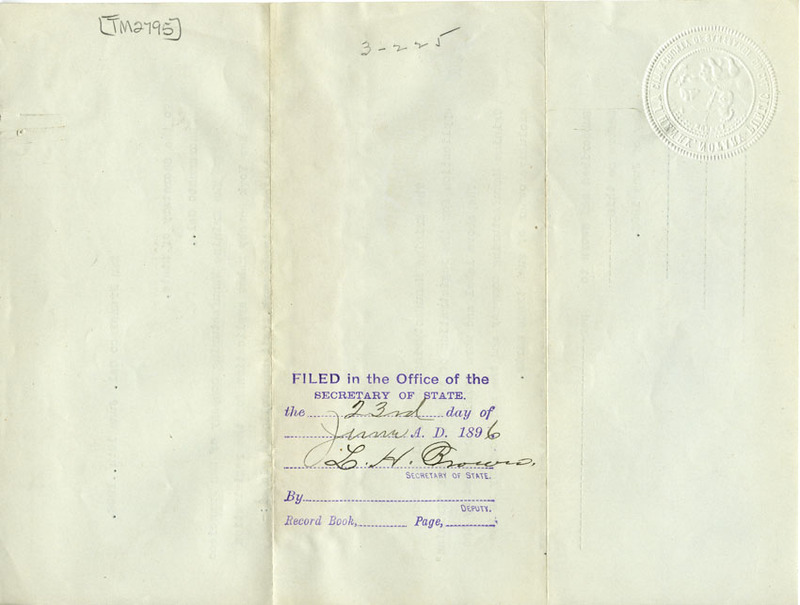 [TM2795]
3-225
FILED in the Office of the
SECRETARY OF STATE.
the 23rd day of
June A. D. 1896
L. H. Brown.
SECRETARY OF STATE.
By
DEPUTY.
Record Book, Page,